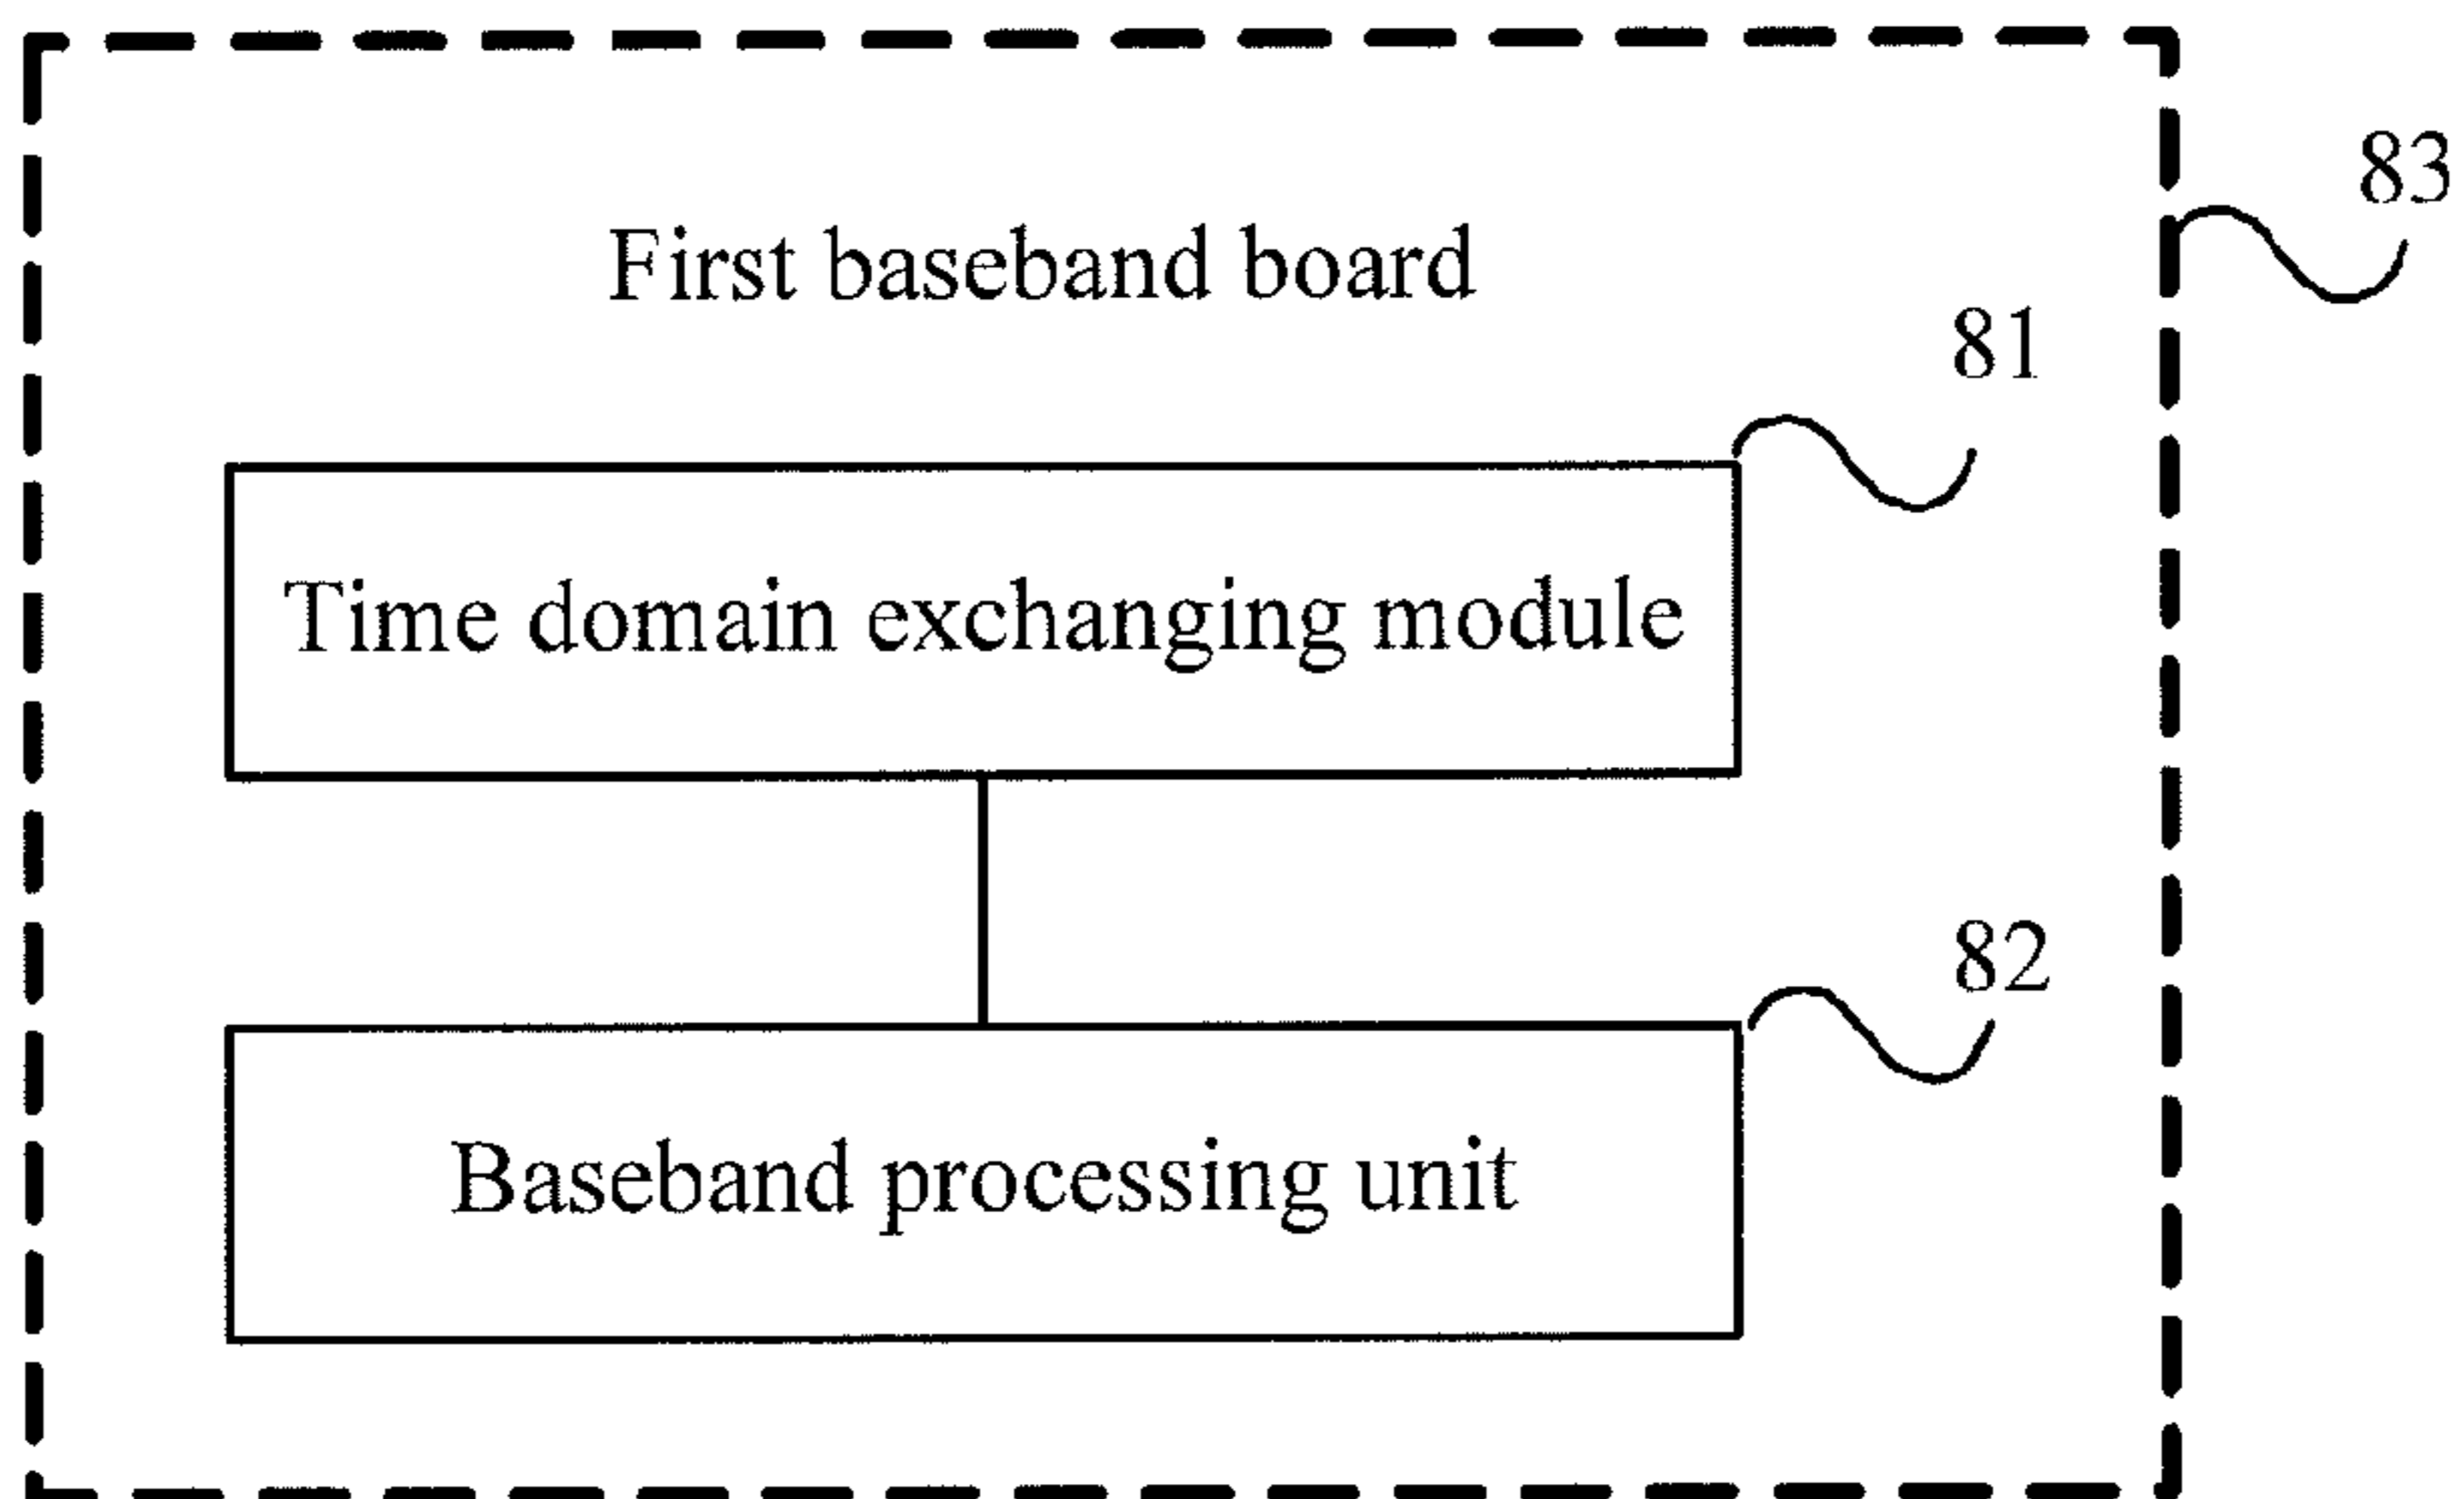 83
First baseband board
81
Time domain exchanging module
82
Baseband processing unit